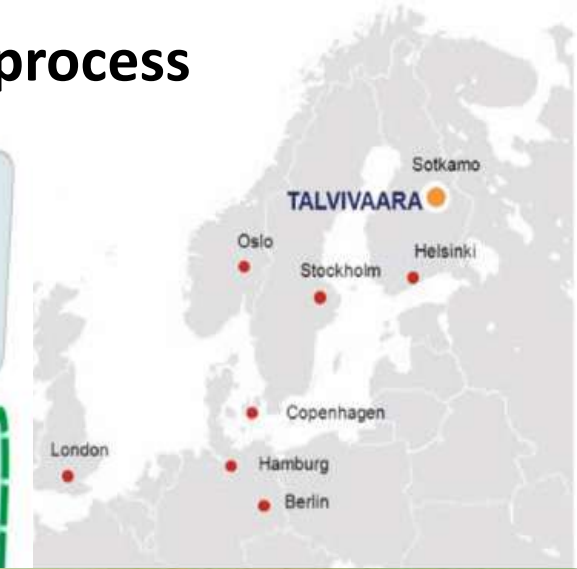 process
Sotkamo
TALVIVAARA
Oslo
Helsinki
Stockholm
Copenhagen
London
Hamburg
Berlin